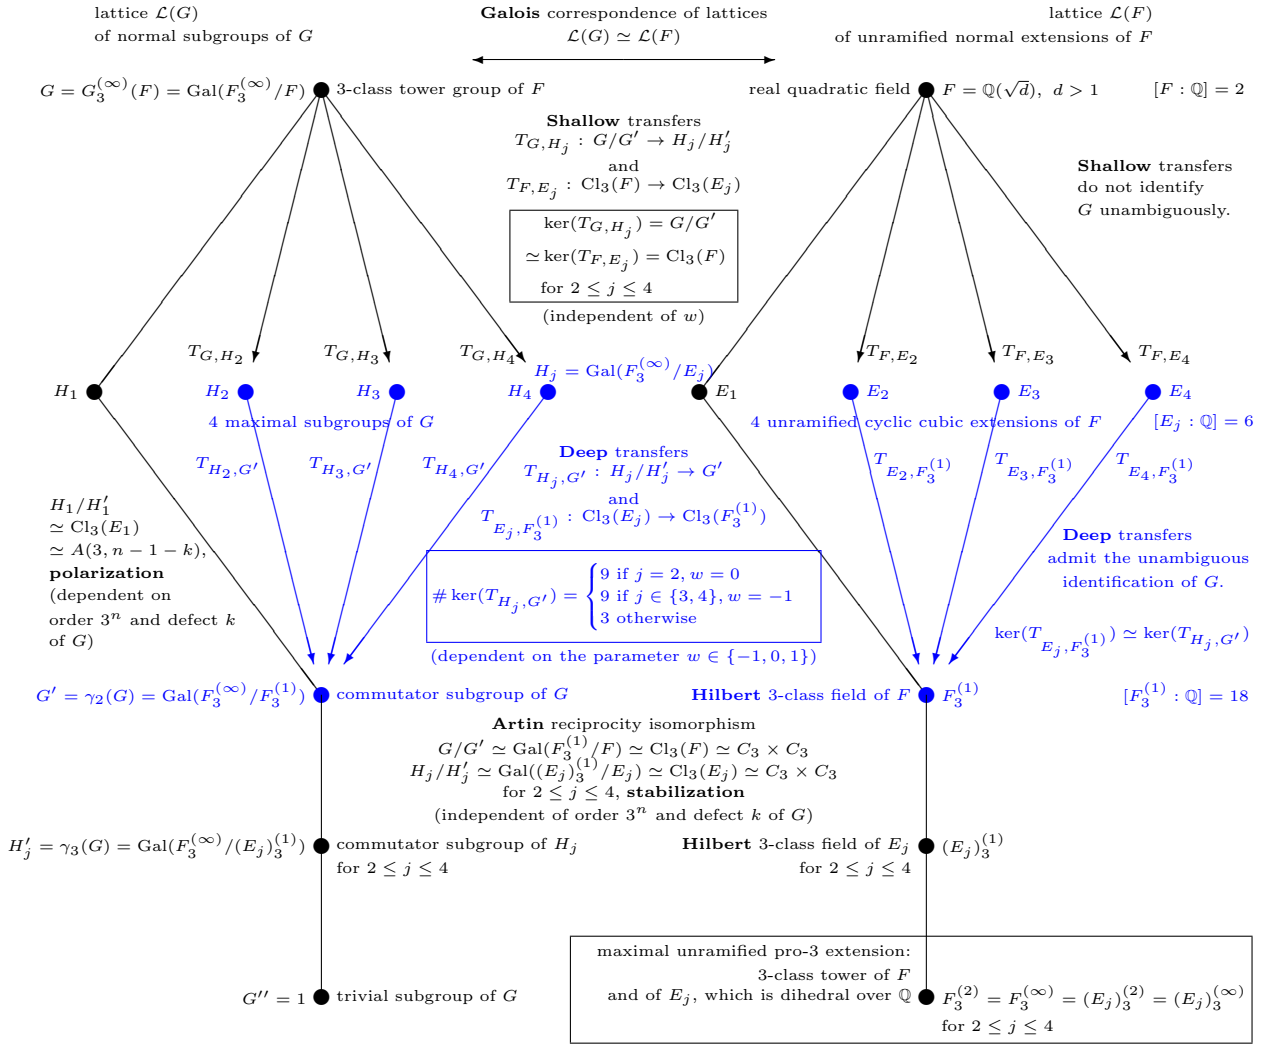 lattice ℒ(G)
of normal subgroups of G
Galois correspondence of lattices
ℒ(G) ≃ ℒ(F)
lattice ℒ(F)
of unramified normal extensions of F
G = G_3^{(∞)}(F) = Gal(F_3^{(∞)}/F)
3-class tower group of F
real quadratic field
F = ℚ(√d), d > 1
[F : ℚ] = 2
Shallow transfers
T_{G,H_j} : G/G′ → H_j/H_j′
and
T_{F,E_j} : Cl_3(F) → Cl_3(E_j)
ker(T_{G,H_j}) = G/G′
≃ ker(T_{F,E_j}) = Cl_3(F)
for 2 ≤ j ≤ 4
(independent of w)
Shallow transfers
do not identify
G unambiguously.
T_{G,H_2}
T_{G,H_3}
T_{G,H_4}
T_{F,E_2}
T_{F,E_3}
T_{F,E_4}
H_j = Gal(F_3^{(∞)}/E_j)
H_1
H_2
H_3
H_4
E_1
E_2
E_3
E_4
4 maximal subgroups of G
4 unramified cyclic cubic extensions of F
[E_j : ℚ] = 6
T_{H_2,G′}
T_{H_3,G′}
T_{H_4,G′}
Deep transfers
T_{H_j,G′} : H_j/H_j′ → G′
and
T_{E_j,F_3^{(1)}} : Cl_3(E_j) → Cl_3(F_3^{(1)})
T_{E_2,F_3^{(1)}}
T_{E_3,F_3^{(1)}}
T_{E_4,F_3^{(1)}}
H_1/H_1′
≃ Cl_3(E_1)
≃ A(3, n − 1 − k),
polarization
(dependent on
order 3^n and defect k
of G)
# ker(T_{H_j,G′}) = { 9 if j = 2, w = 0
9 if j ∈ {3, 4}, w = −1
3 otherwise
(dependent on the parameter w ∈ {−1, 0, 1})
Deep transfers
admit the unambiguous
identification of G.
ker(T_{E_j,F_3^{(1)}}) ≃ ker(T_{H_j,G′})
G′ = γ_2(G) = Gal(F_3^{(∞)}/F_3^{(1)})
commutator subgroup of G
Hilbert 3-class field of F
F_3^{(1)}
[F_3^{(1)} : ℚ] = 18
Artin reciprocity isomorphism
G/G′ ≃ Gal(F_3^{(1)}/F) ≃ Cl_3(F) ≃ C_3 × C_3
H_j/H_j′ ≃ Gal((E_j)_3^{(1)}/E_j) ≃ Cl_3(E_j) ≃ C_3 × C_3
for 2 ≤ j ≤ 4, stabilization
(independent of order 3^n and defect k of G)
H_j′ = γ_3(G) = Gal(F_3^{(∞)}/(E_j)_3^{(1)})
commutator subgroup of H_j
for 2 ≤ j ≤ 4
Hilbert 3-class field of E_j
for 2 ≤ j ≤ 4
(E_j)_3^{(1)}
G′′ = 1
trivial subgroup of G
maximal unramified pro-3 extension:
3-class tower of F
and of E_j, which is dihedral over ℚ
F_3^{(2)} = F_3^{(∞)} = (E_j)_3^{(2)} = (E_j)_3^{(∞)}
for 2 ≤ j ≤ 4